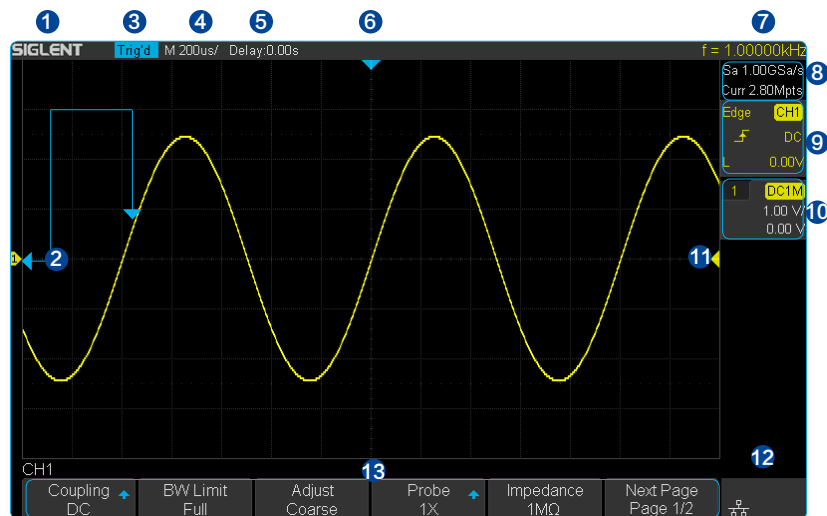 1 3 4 5 6 7
SIGLENT Trig'd M 200us/ Delay:0.00s f = 1.00000kHz
Sa 1.00GSa/s 8
Curr 2.80Mpts
Edge CH1
DC 9
L 0.00V
1 DC1M
1.00 V/ 10
0.00 V
1 2 11
12
CH1 13
Coupling BW Limit Adjust Probe Impedance Next Page
DC Full Coarse 1X 1MΩ Page 1/2